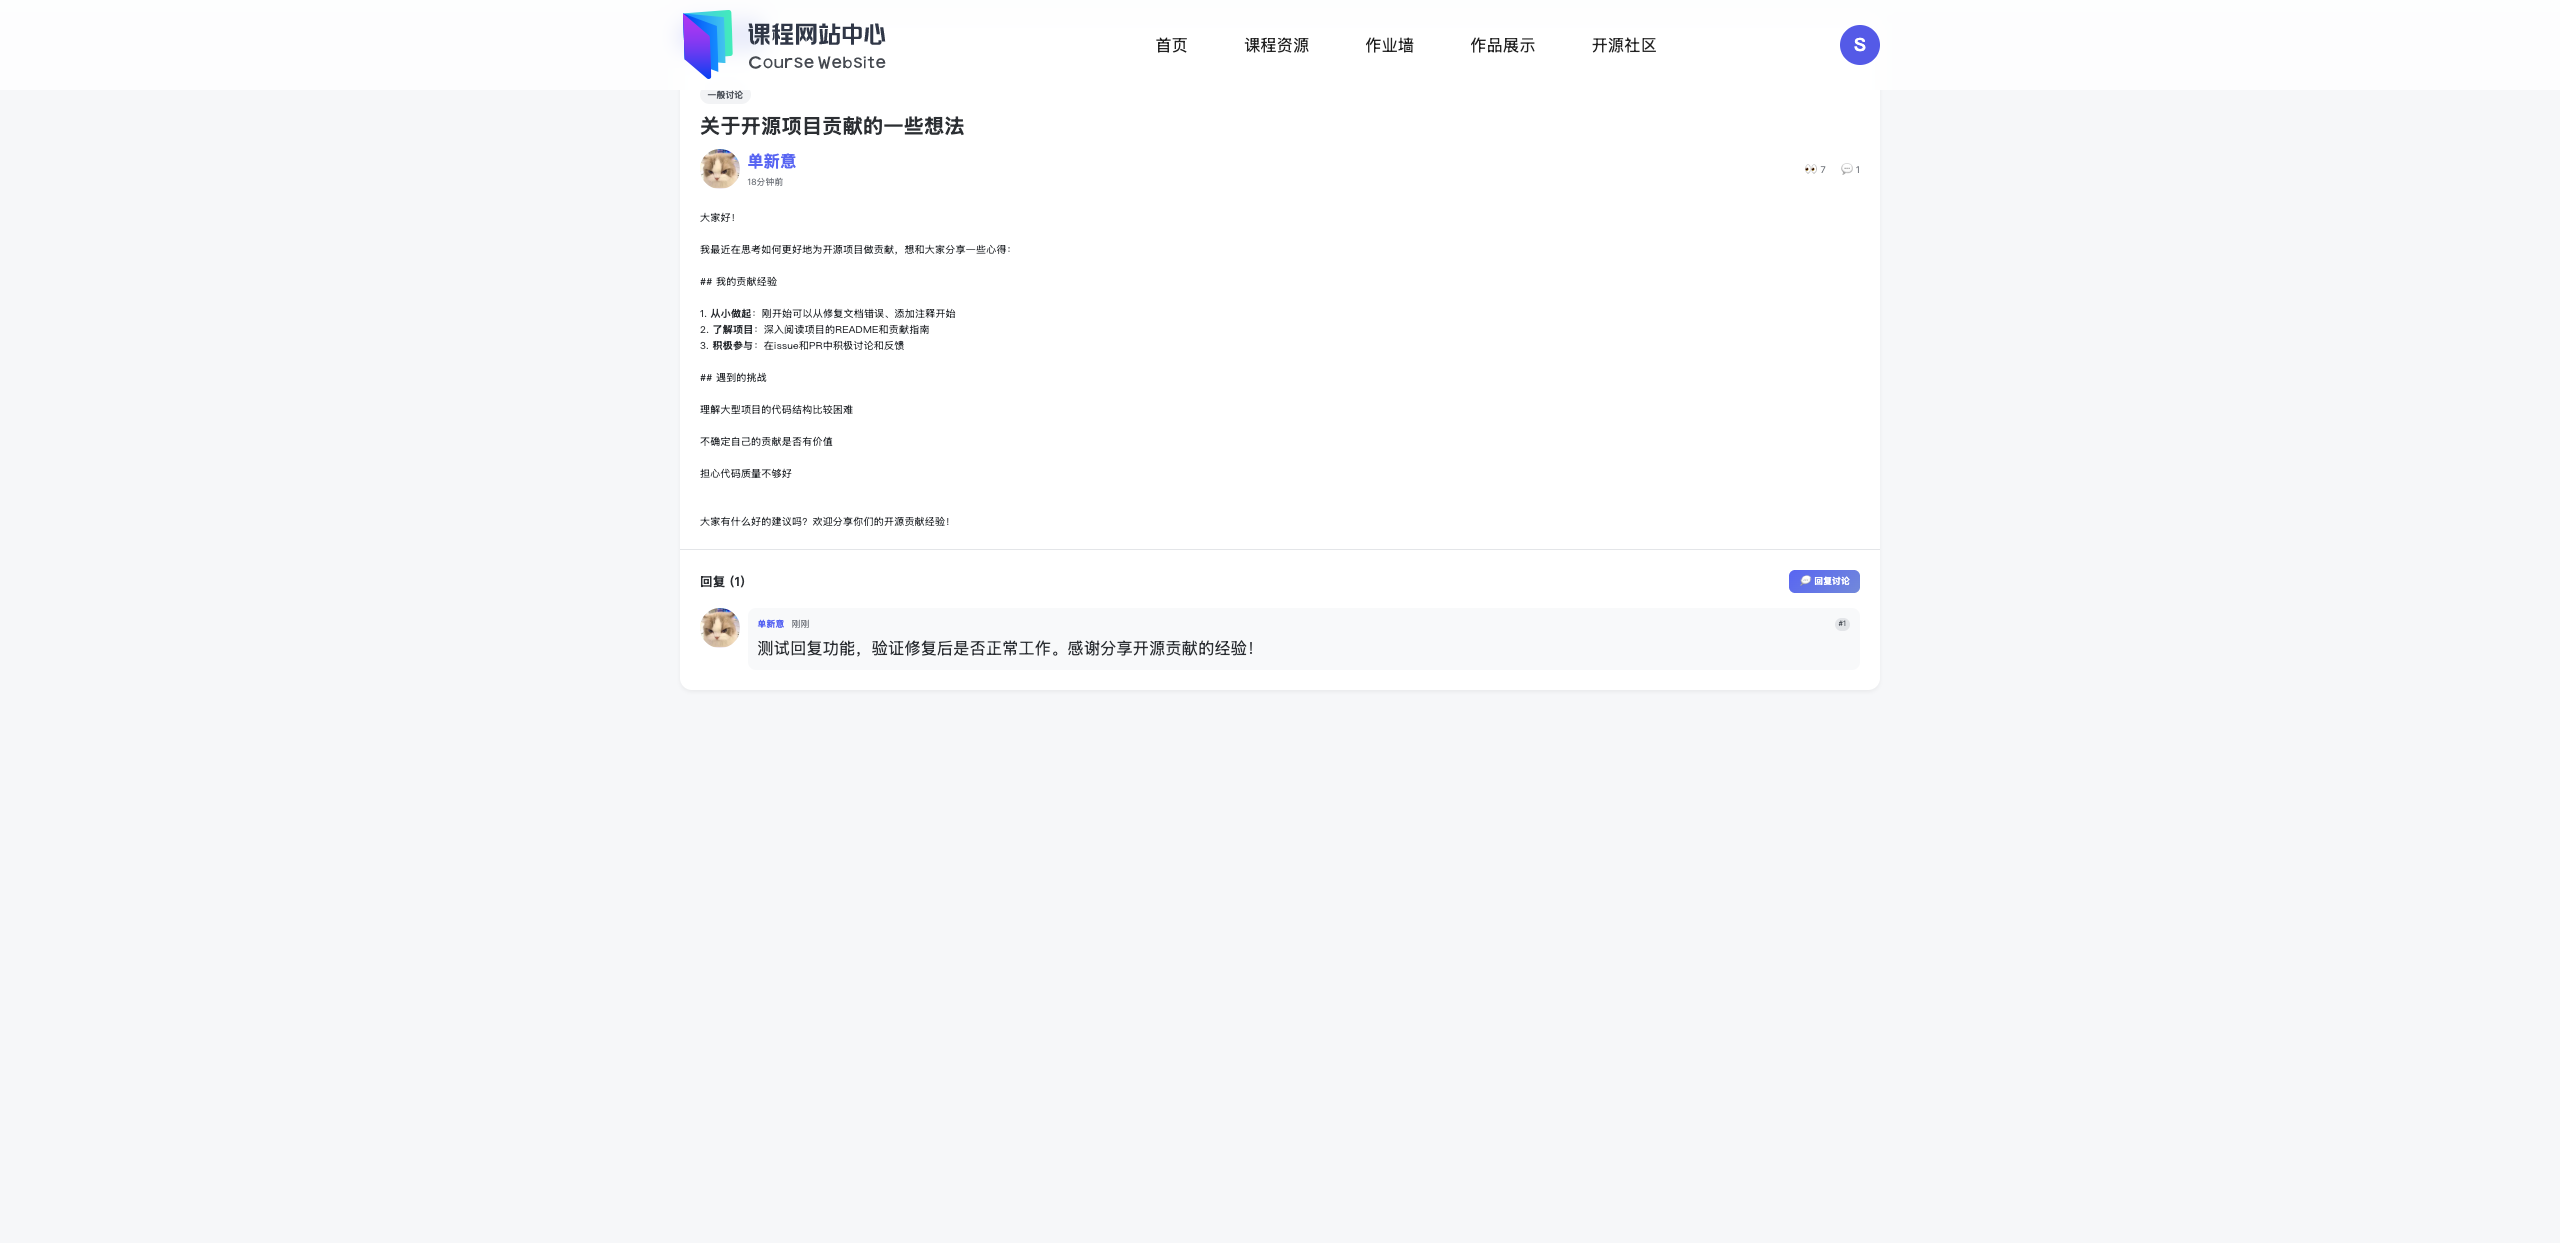 课程网站中心
Course Website
首页
课程资源
作业墙
作品展示
开源社区
S
一般讨论
关于开源项目贡献的一些想法
单新意
18分钟前
👀 7
💬 1
大家好！
我最近在思考如何更好地为开源项目做贡献，想和大家分享一些心得：
## 我的贡献经验
1. 从小做起：刚开始可以从修复文档错误、添加注释开始
2. 了解项目：深入阅读项目的README和贡献指南
3. 积极参与：在issue和PR中积极讨论和反馈
## 遇到的挑战
理解大型项目的代码结构比较困难
不确定自己的贡献是否有价值
担心代码质量不够好
大家有什么好的建议吗？欢迎分享你们的开源贡献经验！
回复 (1)
💬 回复讨论
单新意 刚刚
#1
测试回复功能，验证修复后是否正常工作。感谢分享开源贡献的经验！